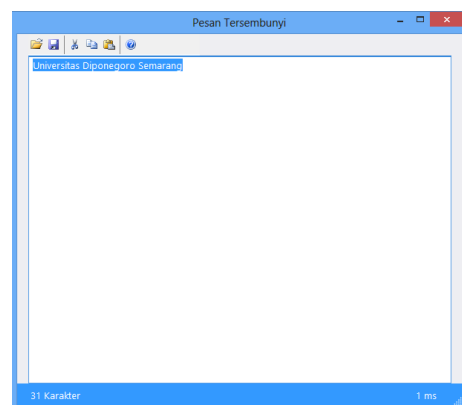 Pesan Tersembunyi
Universitas Diponegoro Semarang
31 Karakter 1 ms